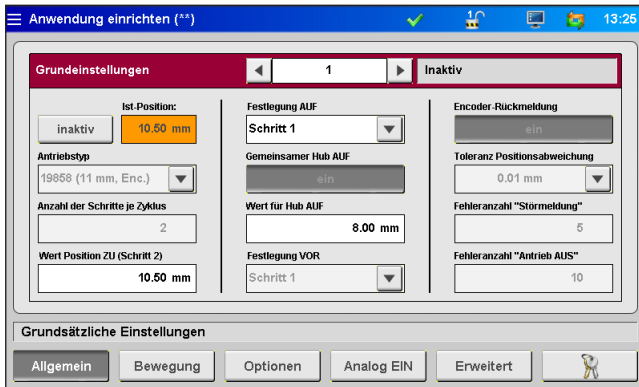 Anwendung einrichten (**)
13:25
Grundeinstellungen
1
Inaktiv
Ist-Position:
inaktiv
10.50 mm
Antriebstyp
19858 (11 mm, Enc.)
Anzahl der Schritte je Zyklus
2
Wert Position ZU (Schritt 2)
10.50 mm
Festlegung AUF
Schritt 1
Gemeinsamer Hub AUF
ein
Wert für Hub AUF
8.00 mm
Festlegung VOR
Schritt 1
Encoder-Rückmeldung
ein
Toleranz Positionsabweichung
0.01 mm
Fehleranzahl "Störmeldung"
5
Fehleranzahl "Antrieb AUS"
10
Grundsätzliche Einstellungen
Allgemein
Bewegung
Optionen
Analog EIN
Erweitert